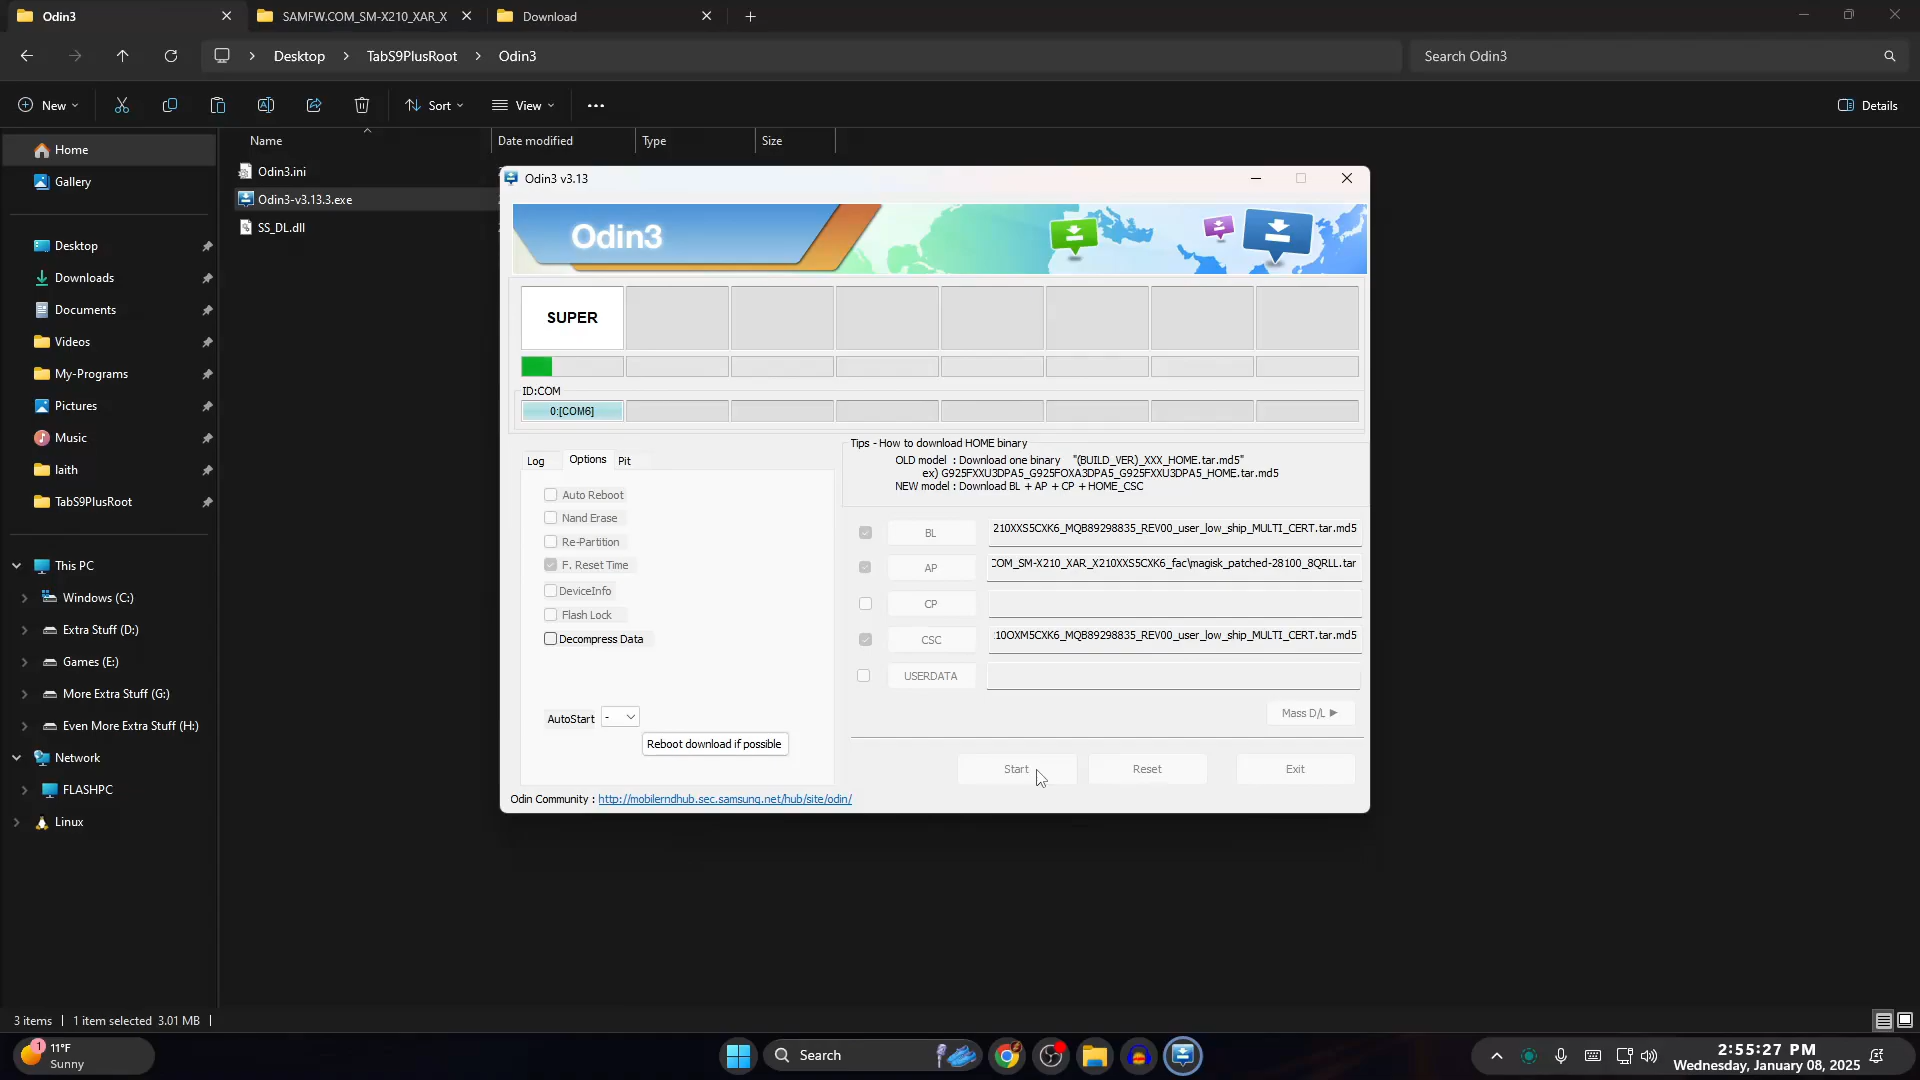 Odin3
SAMFW.COM_SM-X210_XAR_X
Download
Desktop
TabS9PlusRoot
Odin3
Search Odin3
New
Sort
View
Details
Name
Date modified
Type
Size
Home
Gallery
Desktop
Downloads
Documents
Videos
My-Programs
Pictures
Music
laith
TabS9PlusRoot
This PC
Windows (C:)
Extra Stuff (D:)
Games (E:)
More Extra Stuff (G:)
Even More Extra Stuff (H:)
Network
FLASHPC
Linux
Odin3.ini
Odin3-v3.13.3.exe
SS_DL.dll
Odin3 v3.13
Odin3
SUPER
ID:COM
0:[COM6]
Log
Options
Pit
Auto Reboot
Nand Erase
Re-Partition
F. Reset Time
DeviceInfo
Flash Lock
Decompress Data
AutoStart
-
Reboot download if possible
Tips - How to download HOME binary
OLD model : Download one binary "(BUILD_VER)_XXX_HOME.tar.md5"
ex) G925FXXU3DPA5_G925FOXA3DPA5_G925FXXU3DPA5_HOME.tar.md5
NEW model : Download BL + AP + CP + HOME_CSC
BL
210XXS5CXK6_MQB89298835_REV00_user_low_ship_MULTI_CERT.tar.md5
AP
COM_SM-X210_XAR_X210XXS5CXK6_fac\magisk_patched-28100_8QRLL.tar
CP
CSC
10OXM5CXK6_MQB89298835_REV00_user_low_ship_MULTI_CERT.tar.md5
USERDATA
Mass D/L
Start
Reset
Exit
Odin Community : http://mobilerndhub.sec.samsung.net/hub/site/odin/
3 items
1 item selected 3.01 MB
1
11°F
Sunny
Search
2:55:27 PM
Wednesday, January 08, 2025